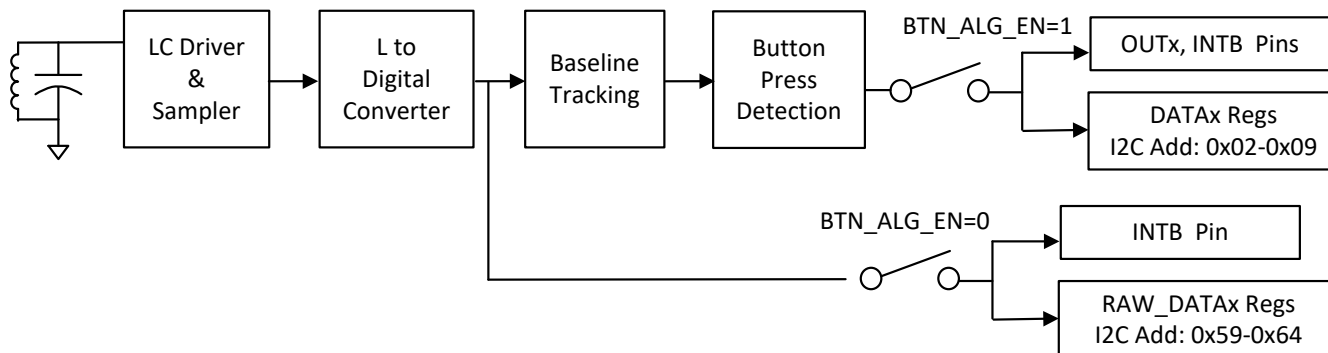 LC Driver
&
Sampler
L to
Digital
Converter
Baseline
Tracking
Button
Press
Detection
BTN_ALG_EN=1
OUTx, INTB Pins
DATAx Regs
I2C Add: 0x02-0x09
BTN_ALG_EN=0
INTB Pin
RAW_DATAx Regs
I2C Add: 0x59-0x64